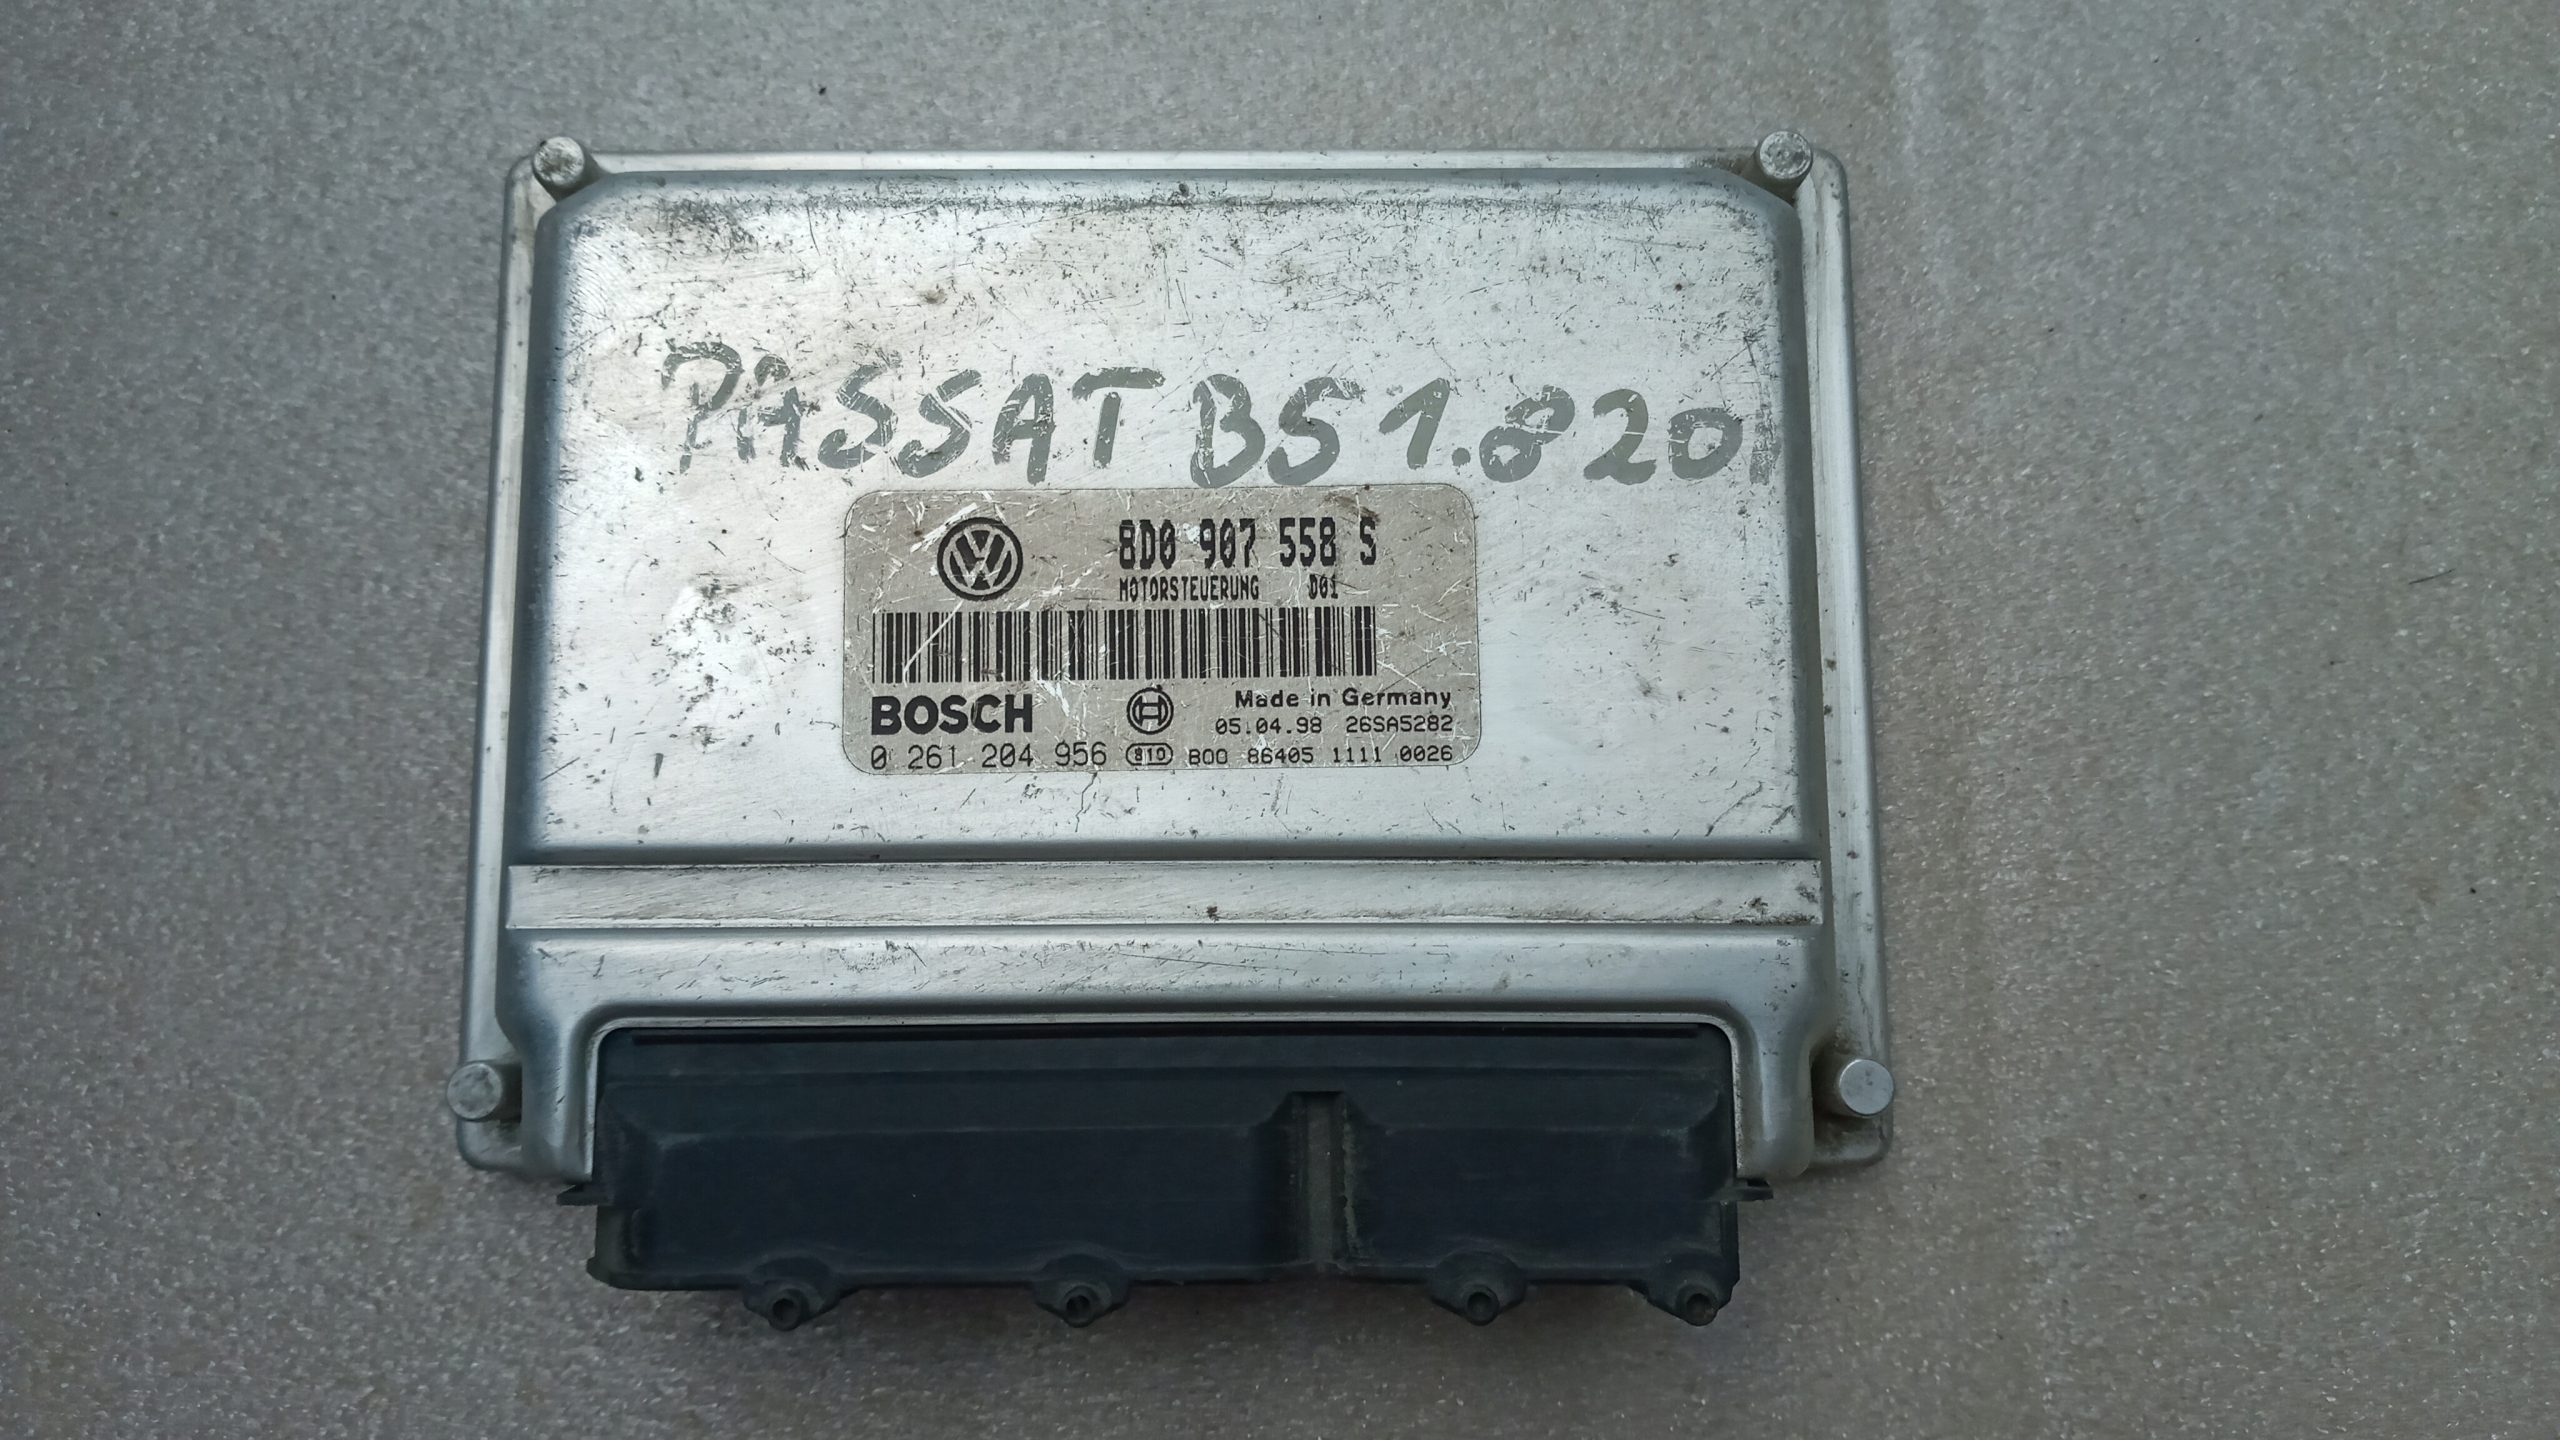 PASSAT B5 1.8 20
8D0 907 558 S
MOTORSTEUERUNG D01
BOSCH Made in Germany
05.04.98 26SA5282
0 261 204 956 810 B00 86405 1111 0026